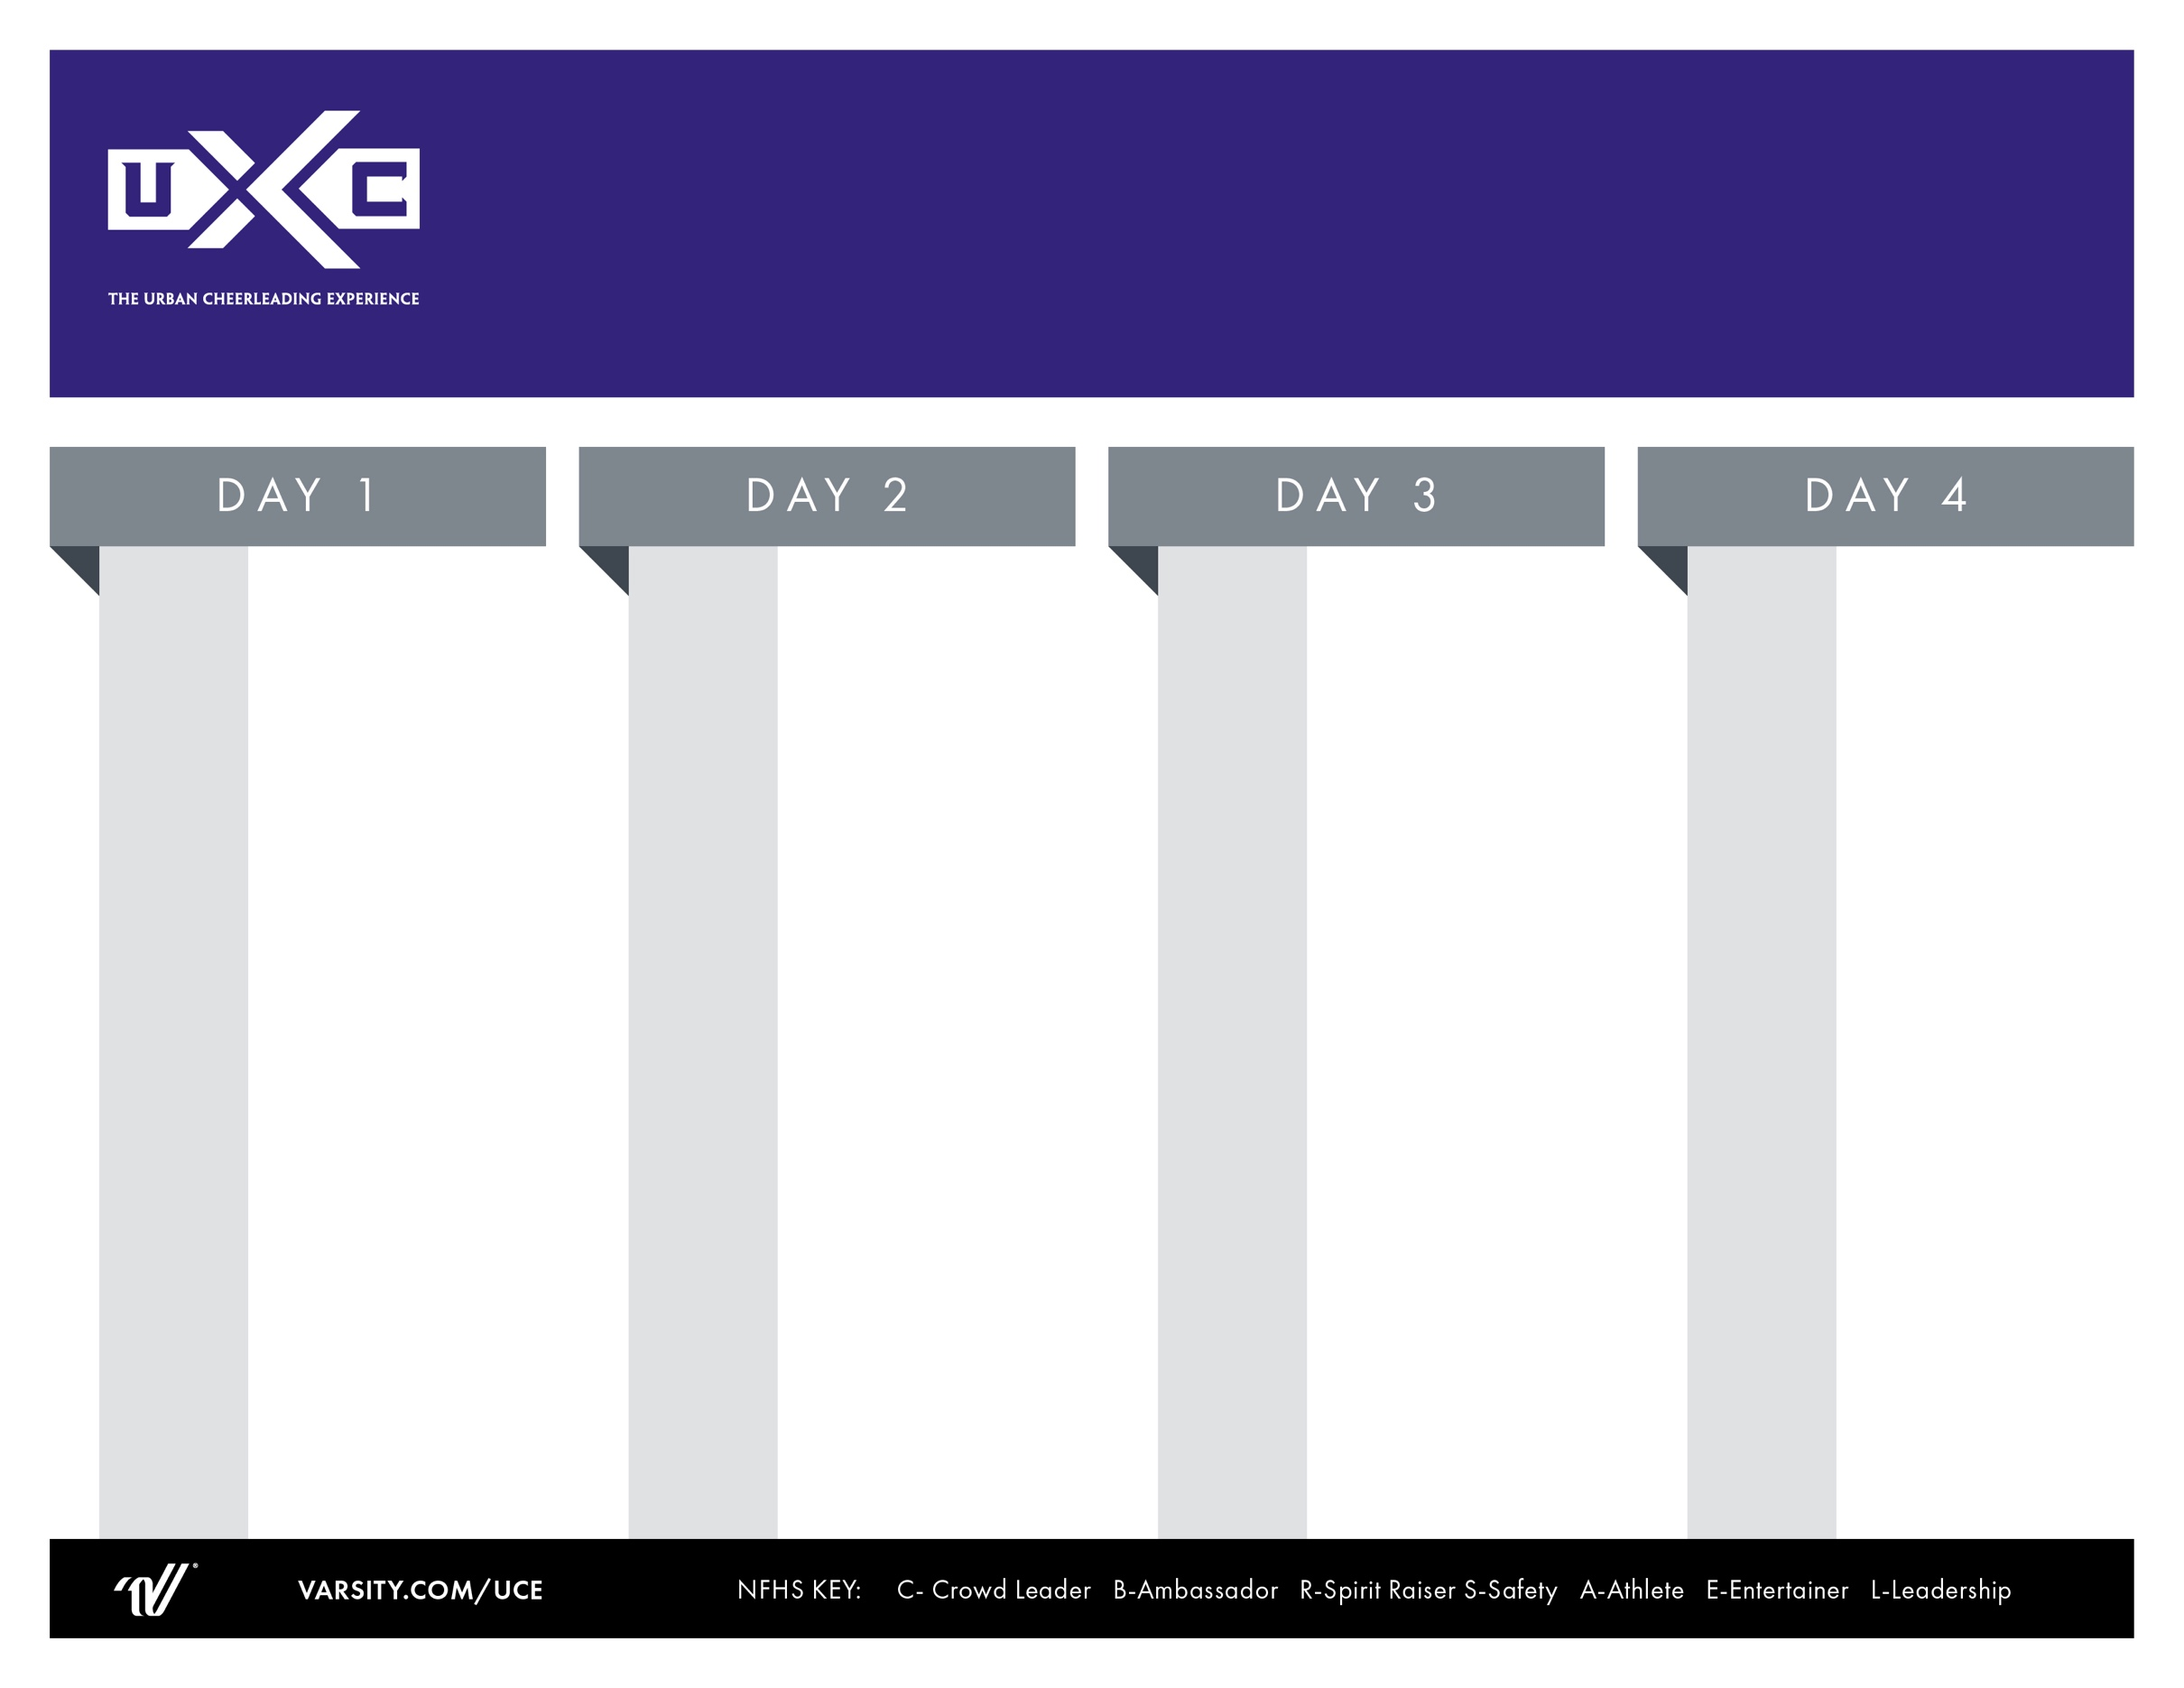 UXC
THE URBAN CHEERLEADING EXPERIENCE
DAY 1
DAY 2
DAY 3
DAY 4
VARSITY.COM/UCE
NFHS KEY: C- Crowd Leader B-Ambassador R-Spirit Raiser S-Safety A-Athlete E-Entertainer L-Leadership